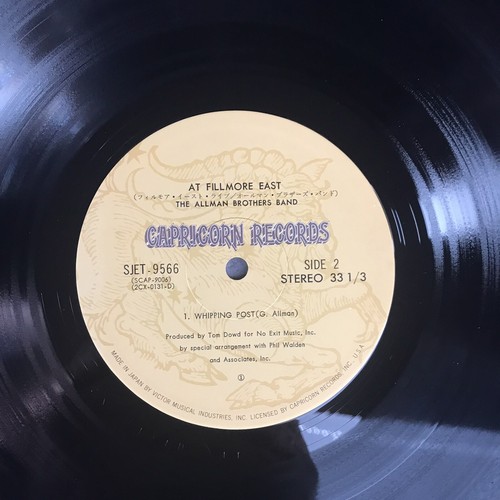 AT FILLMORE EAST
(フィルモア・イースト・ライブ/オールマン・ブラザーズ・バンド)
THE ALLMAN BROTHERS BAND
CAPRICORN RECORDS
SJET-9566
(SCAP-9006)
(2CX-0131-D)
SIDE 2
STEREO 33 1/3
1. WHIPPING POST(G. Allman)
Produced by Tom Dowd for No Exit Music, Inc.
by special arrangement with Phil Walden
and Associates, Inc.
MADE IN JAPAN BY VICTOR MUSICAL INDUSTRIES, INC. LICENSED BY CAPRICORN RECORDS, INC. U.S.A.